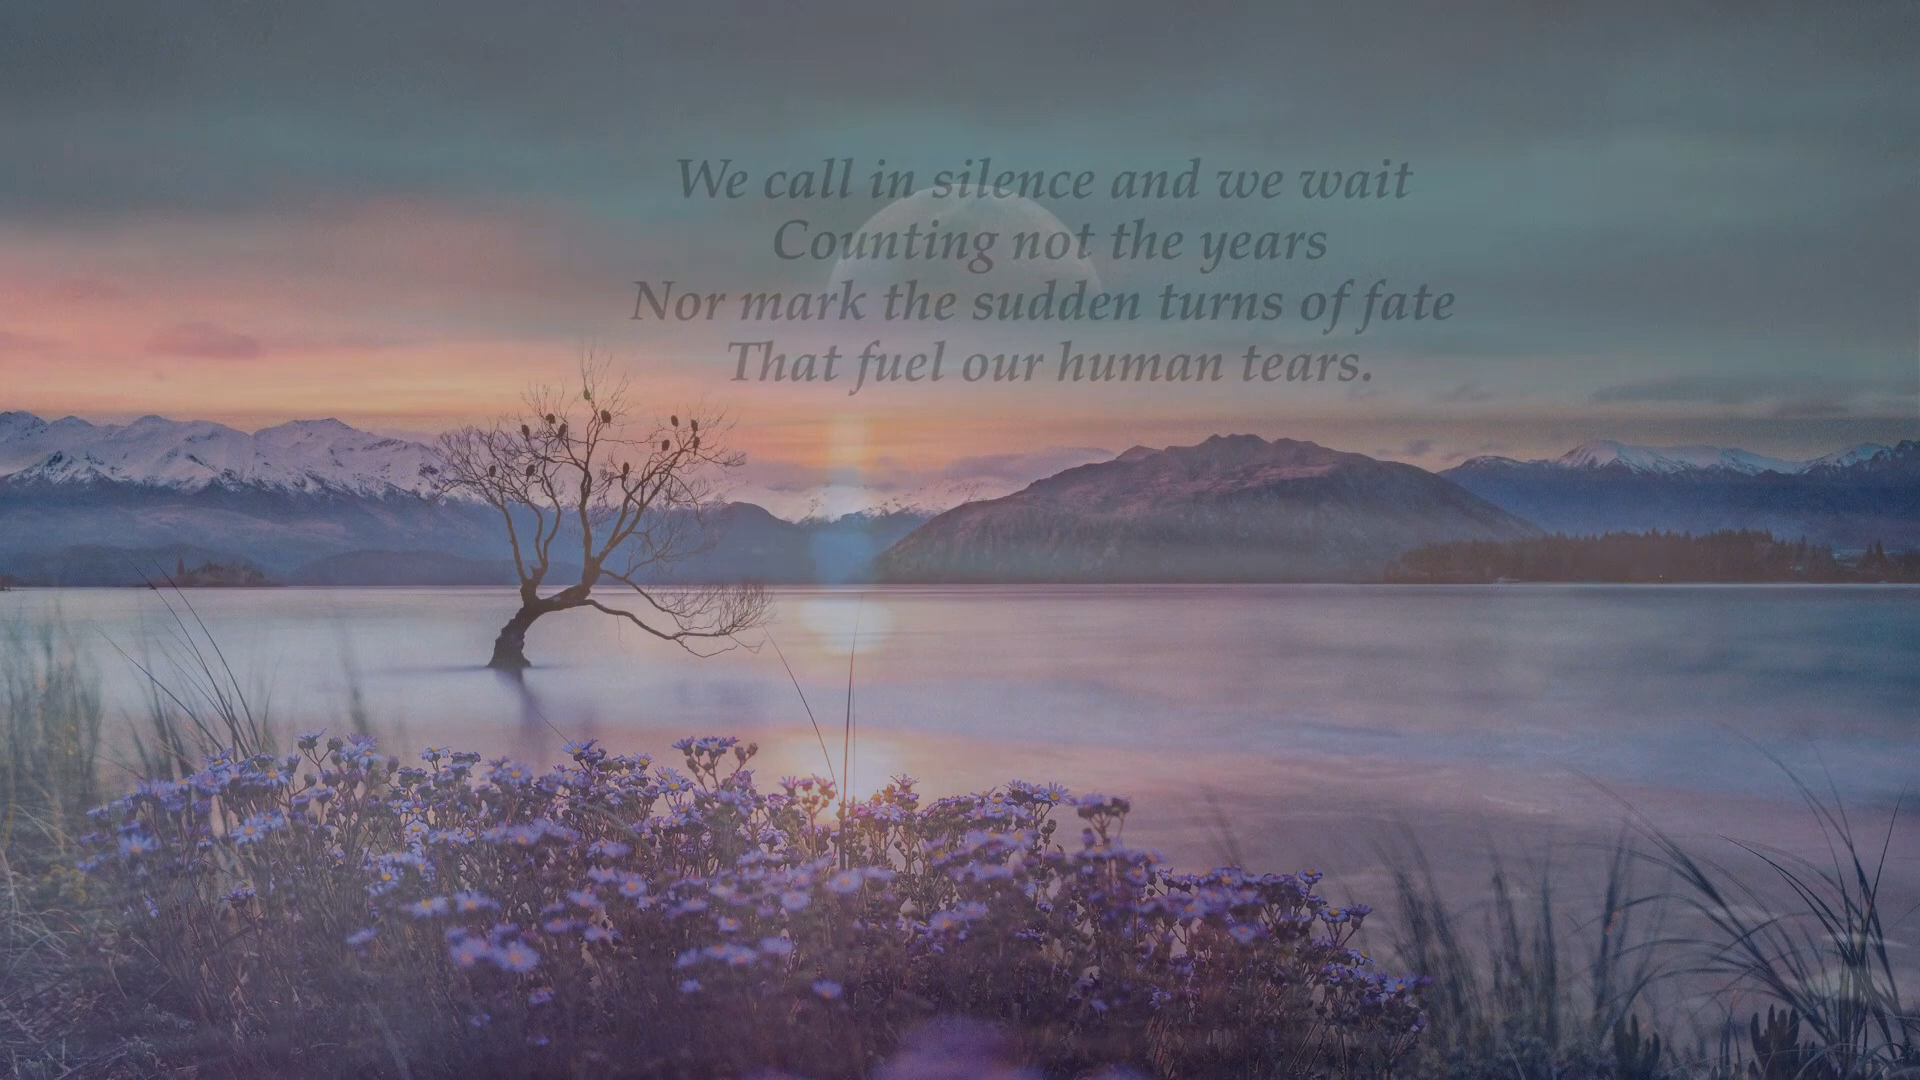 We call in silence and we wait
Counting not the years
Nor mark the sudden turns of fate
That fuel our human tears.